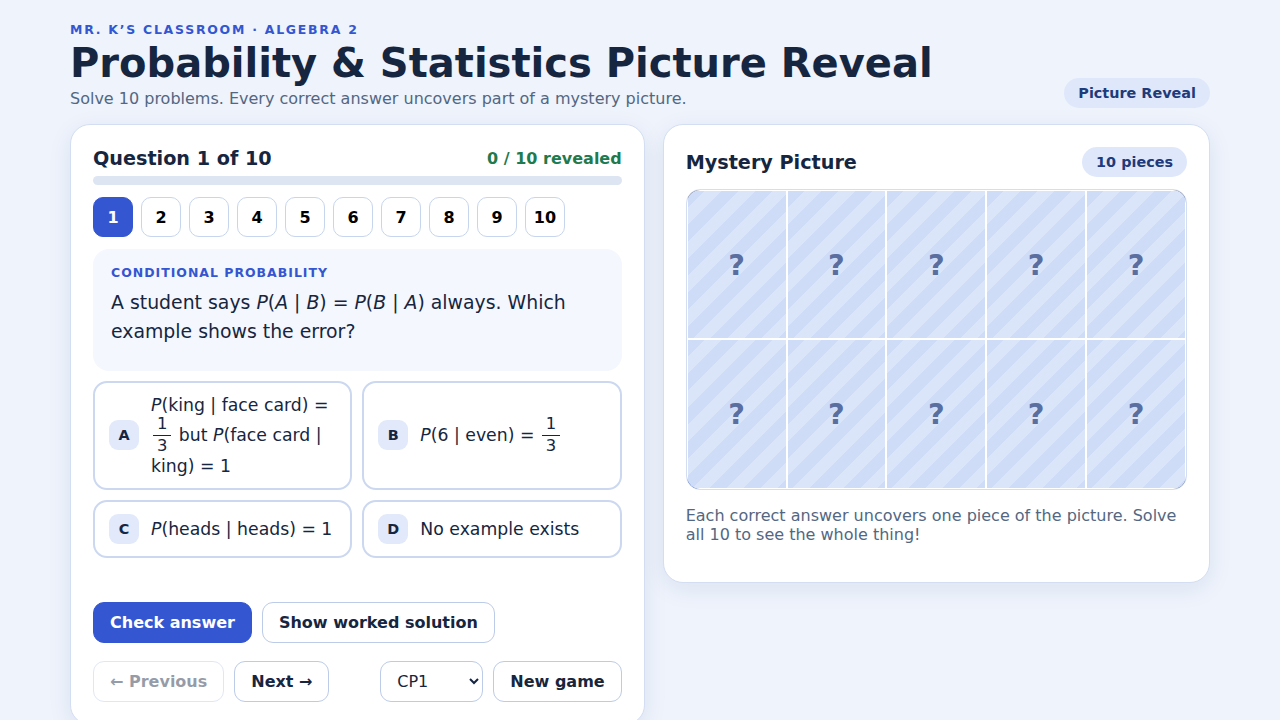 MR. K’S CLASSROOM · ALGEBRA 2
Probability & Statistics Picture Reveal
Solve 10 problems. Every correct answer uncovers part of a mystery picture.
Picture Reveal
Question 1 of 10
0 / 10 revealed
1 2 3 4 5 6 7 8 9 10
CONDITIONAL PROBABILITY
A student says P(A | B) = P(B | A) always. Which
example shows the error?
A
P(king | face card) =
1/3 but P(face card |
king) = 1
B
P(6 | even) = 1/3
C
P(heads | heads) = 1
D
No example exists
Check answer
Show worked solution
← Previous
Next →
CP1
New game
Mystery Picture
10 pieces
? ? ? ? ?
? ? ? ? ?
Each correct answer uncovers one piece of the picture. Solve
all 10 to see the whole thing!